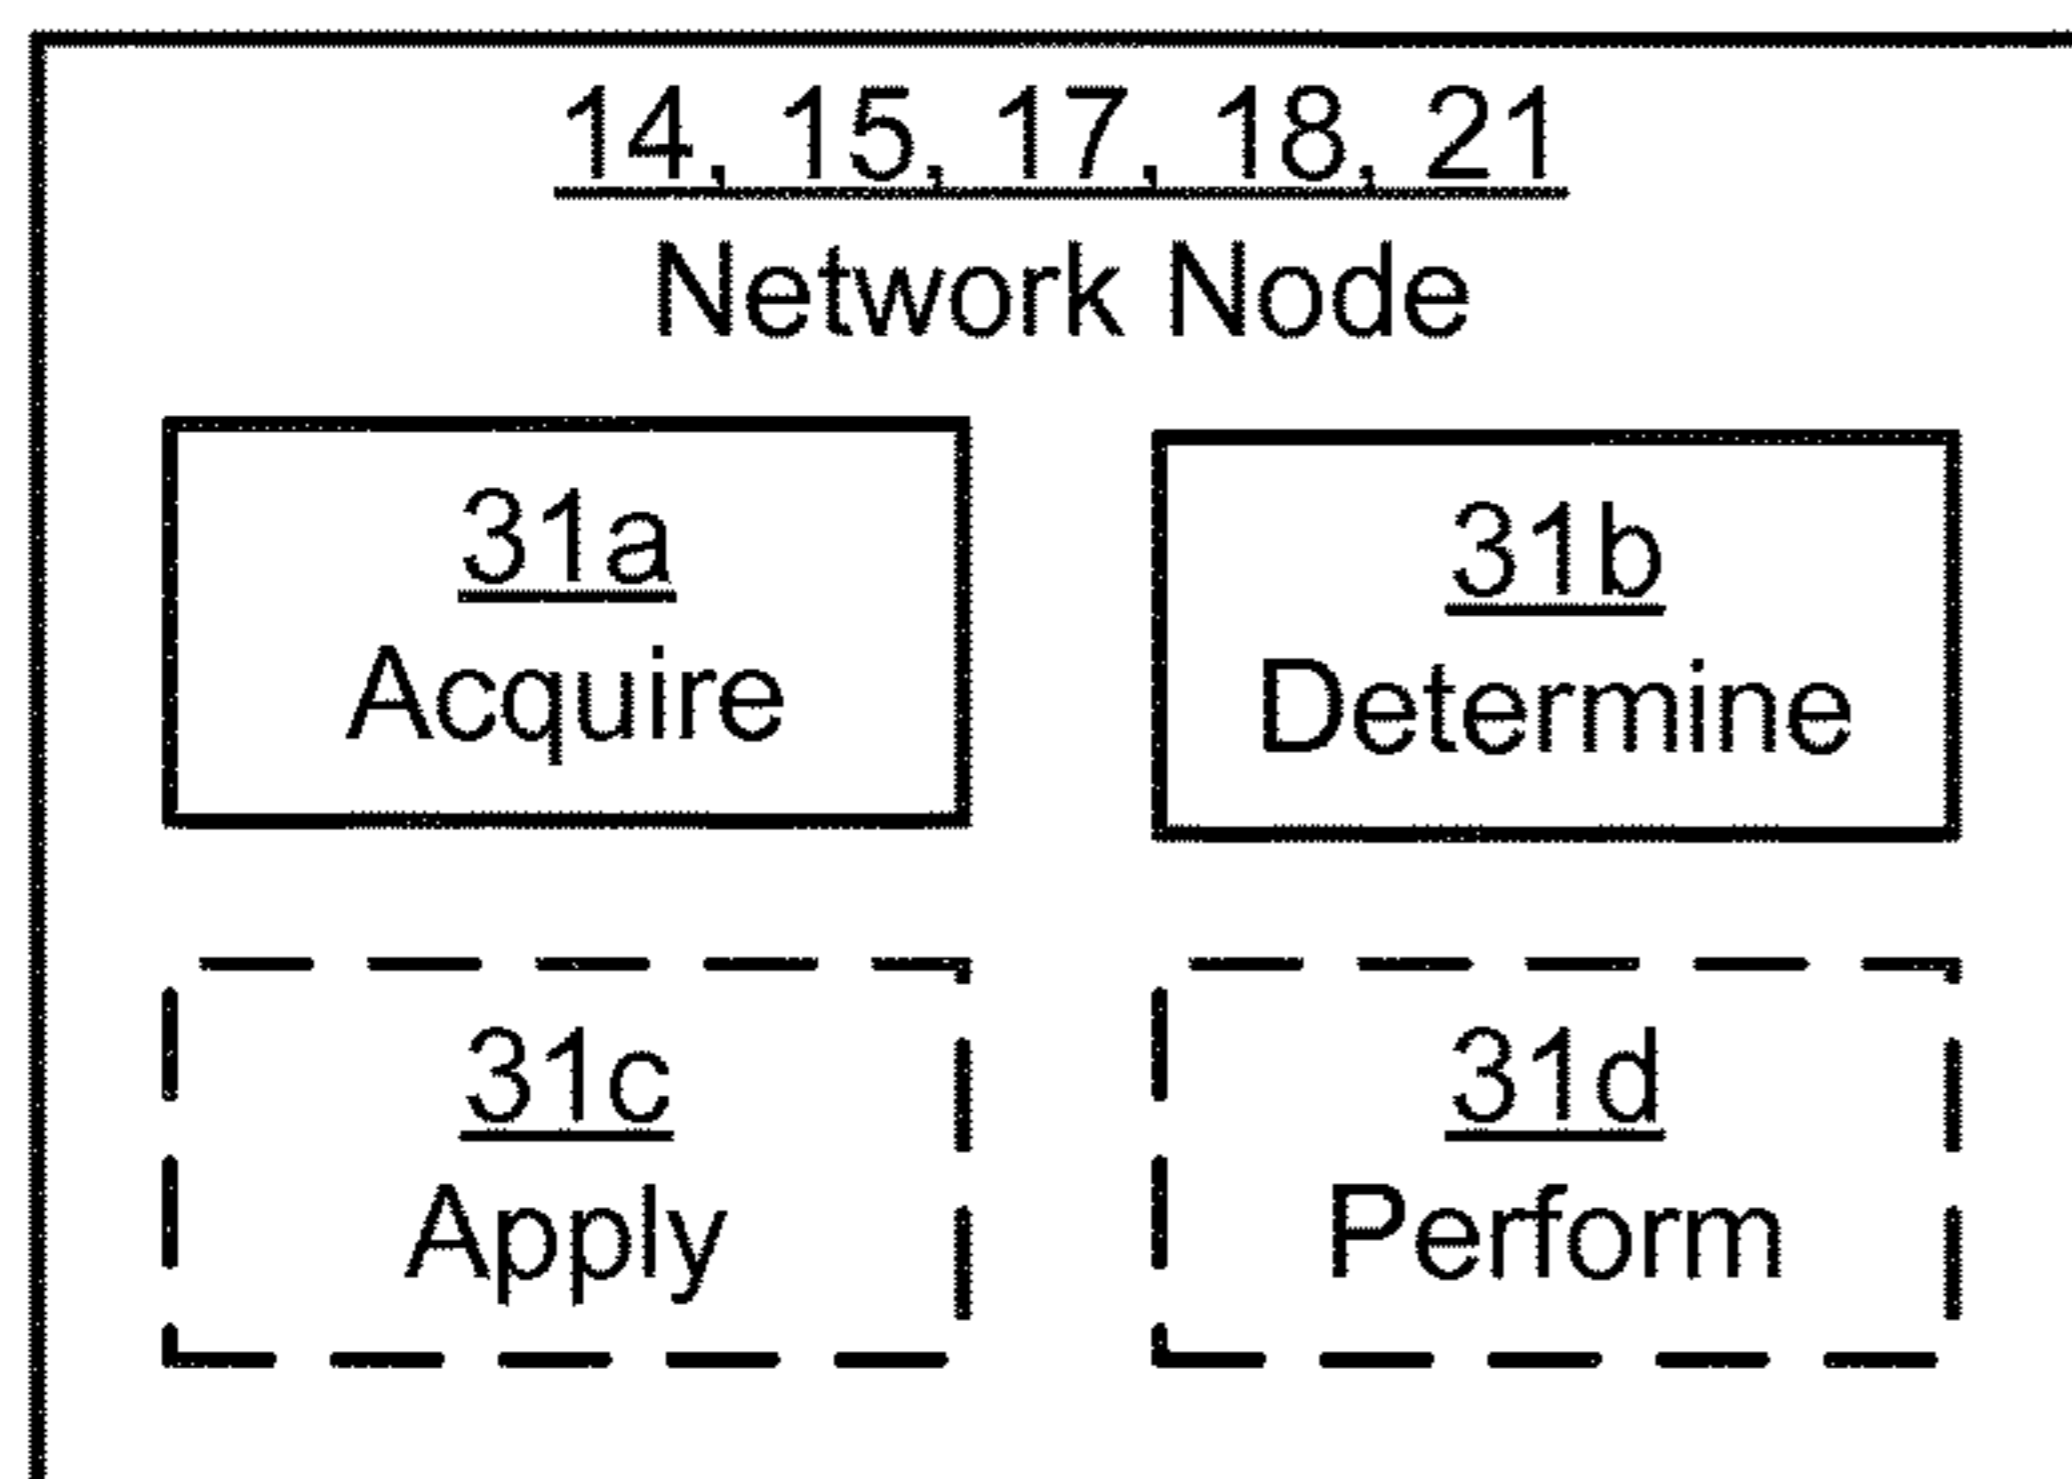 14, 15, 17, 18, 21
Network Node
31a
Acquire
31b
Determine
31c
Apply
31d
Perform